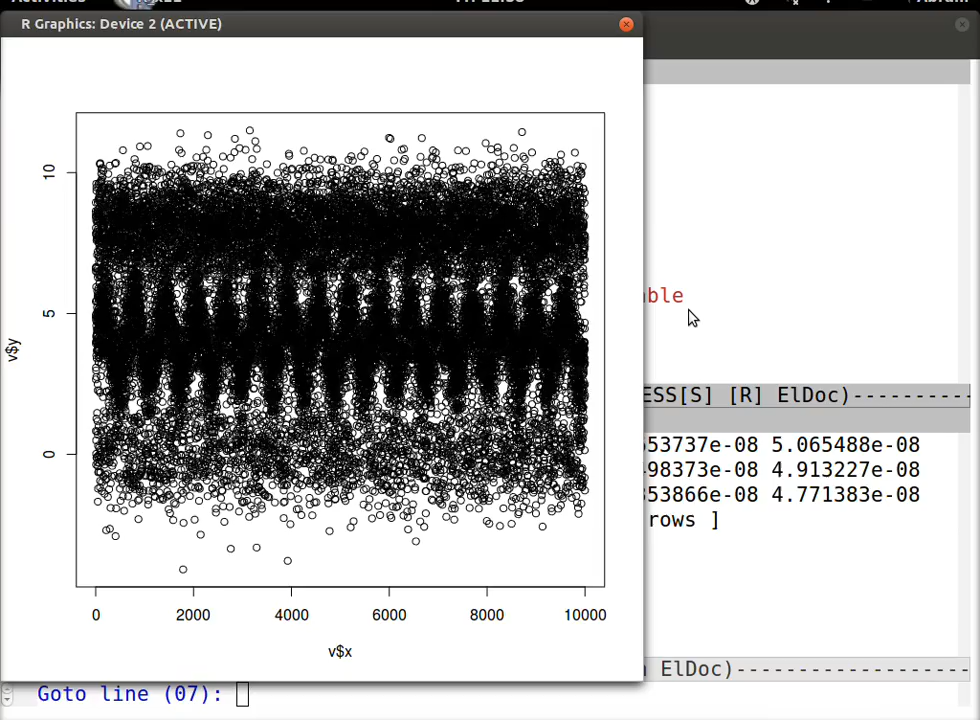 R Graphics: Device 2 (ACTIVE)
10
5
0
v$y
0
2000
4000
6000
8000
10000
v$x
ble
ESS[S] [R] ElDoc)----------
53737e-08 5.065488e-08
98373e-08 4.913227e-08
353866e-08 4.771383e-08
rows ]
ElDoc)-------------------
Goto line (07):